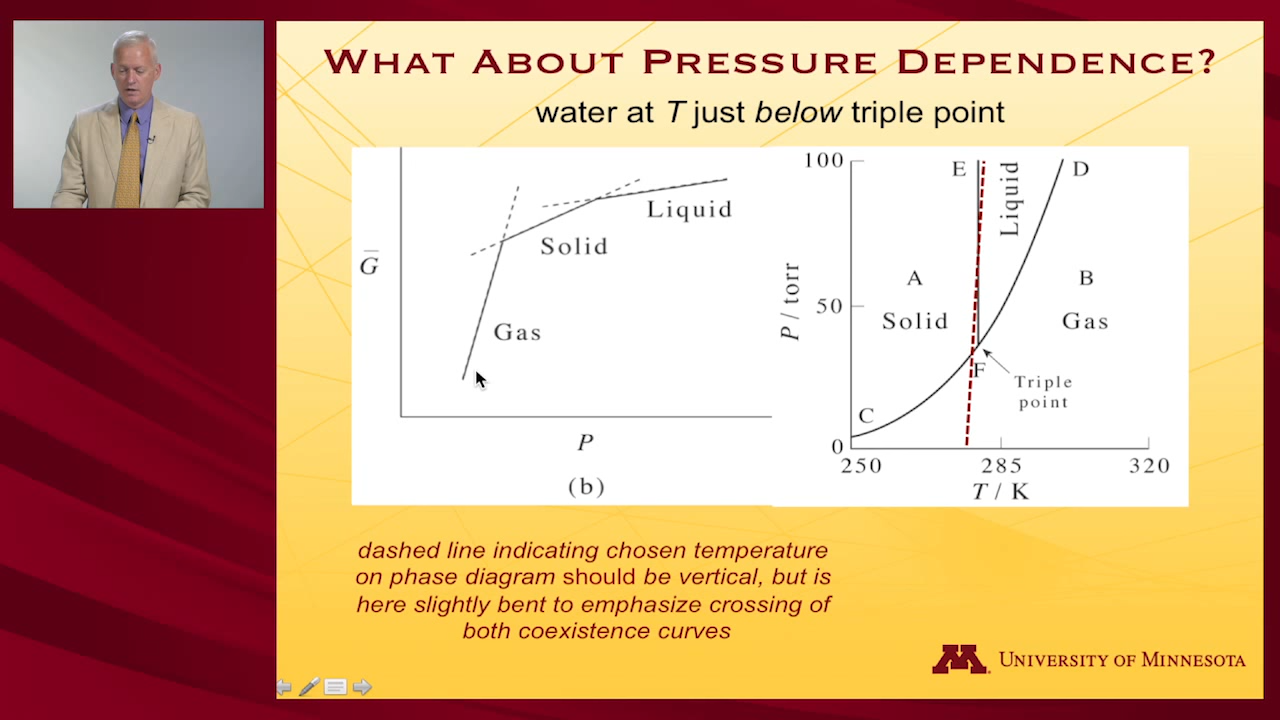 WHAT ABOUT PRESSURE DEPENDENCE?
water at T just below triple point
G̅
Gas
Solid
Liquid
P
(b)
P / torr
100
50
0
E
D
Liquid
A
Solid
B
Gas
F
Triple
point
C
250
285
320
T / K
dashed line indicating chosen temperature
on phase diagram should be vertical, but is
here slightly bent to emphasize crossing of
both coexistence curves
M UNIVERSITY OF MINNESOTA